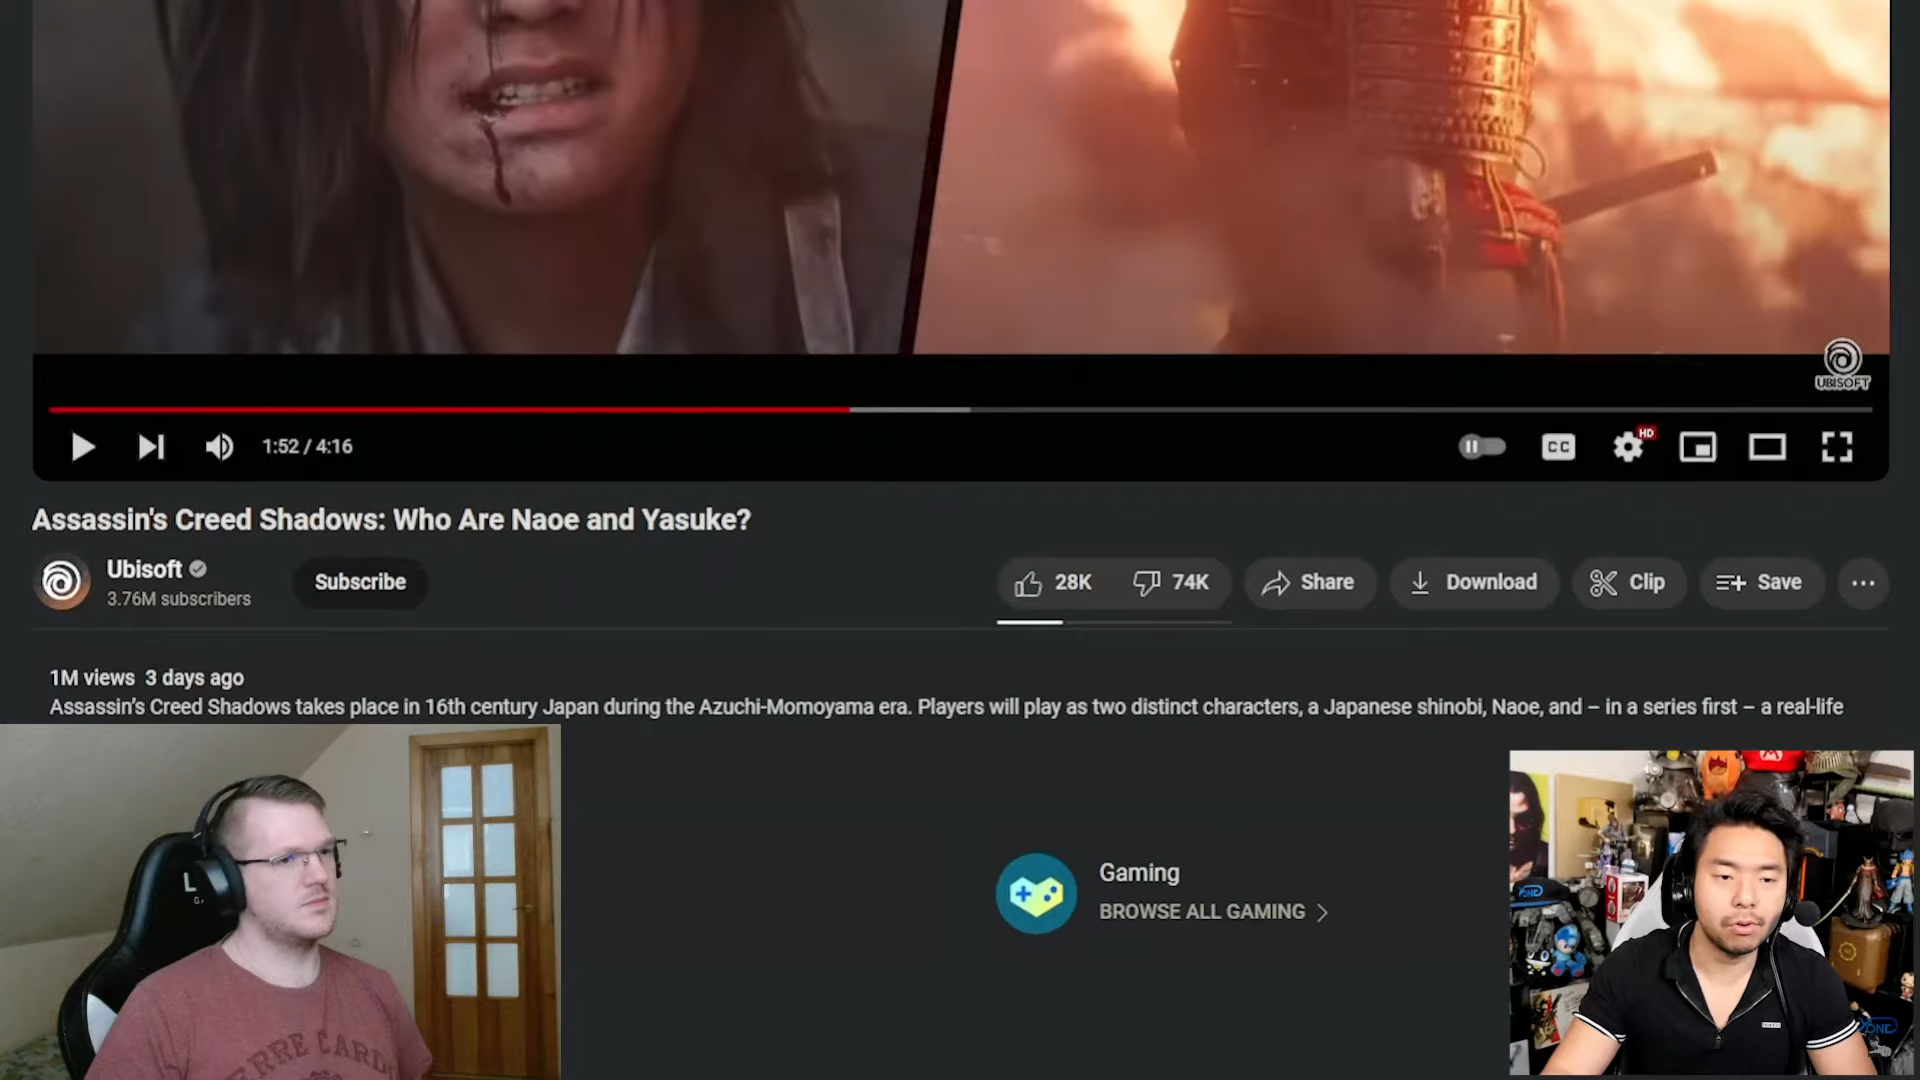 UBISOFT
1:52 / 4:16
CC
HD
Assassin's Creed Shadows: Who Are Naoe and Yasuke?
Ubisoft
3.76M subscribers
Subscribe
28K
74K
Share
Download
Clip
Save
1M views 3 days ago
Assassin's Creed Shadows takes place in 16th century Japan during the Azuchi-Momoyama era. Players will play as two distinct characters, a Japanese shinobi, Naoe, and – in a series first – a real-life
Gaming
BROWSE ALL GAMING